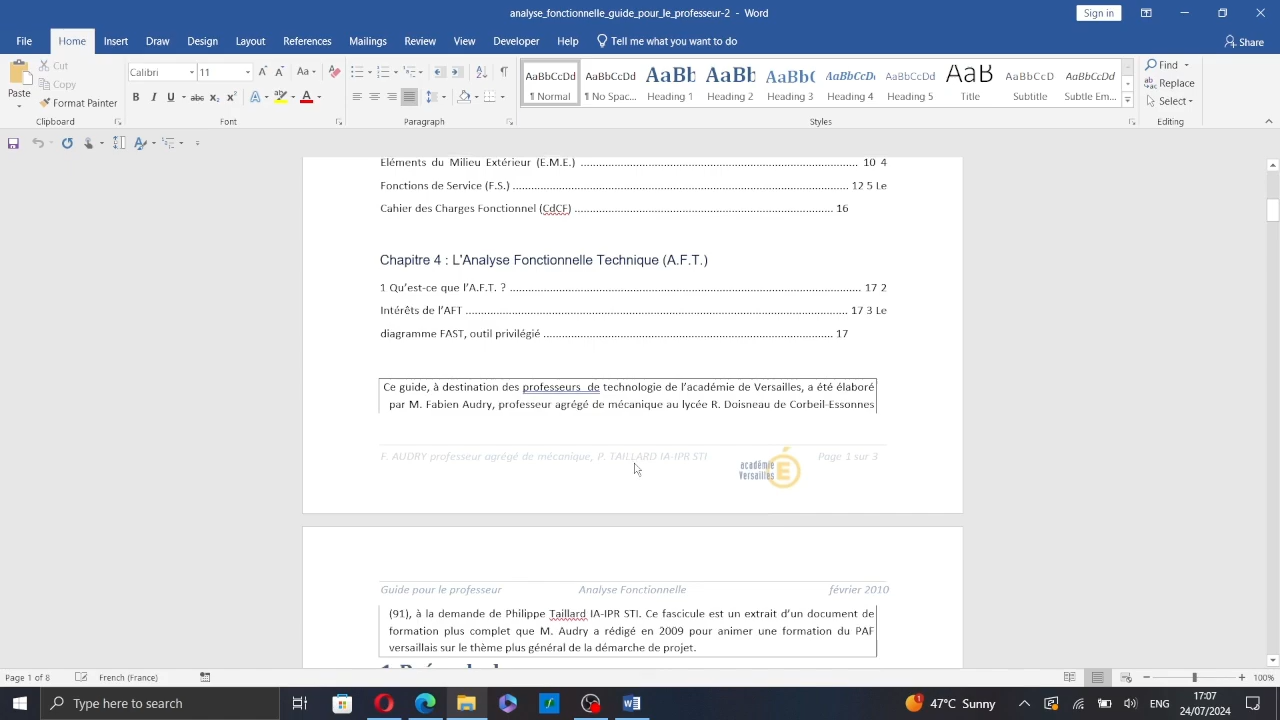 analyse_fonctionnelle_guide_pour_le_professeur-2 - Word
Sign in
File Home Insert Draw Design Layout References Mailings Review View Developer Help Tell me what you want to do
Share
Paste
Cut
Copy
Format Painter
Clipboard
Calibri 11
Font
Paragraph
AaBbCcDd AaBbCcDd AaBb AaBb AaBb( AaBbCcD AaBbCcDd AaB AaBbCcD AaBbCcDd
¶ Normal ¶ No Spac... Heading 1 Heading 2 Heading 3 Heading 4 Heading 5 Title Subtitle Subtle Em...
Styles
Find
Replace
Select
Editing
Eléments du Milieu Extérieur (E.M.E.) ........ 10 4
Fonctions de Service (F.S.) ........ 12 5 Le
Cahier des Charges Fonctionnel (CdCF) ........ 16
Chapitre 4 : L'Analyse Fonctionnelle Technique (A.F.T.)
1 Qu'est-ce que l'A.F.T. ? ........ 17 2
Intérêts de l'AFT ........ 17 3 Le
diagramme FAST, outil privilégié ........ 17
Ce guide, à destination des professeurs de technologie de l'académie de Versailles, a été élaboré
par M. Fabien Audry, professeur agrégé de mécanique au lycée R. Doisneau de Corbeil-Essonnes
F. AUDRY professeur agrégé de mécanique, P. TAILLARD IA-IPR STI
académie Versailles É
Page 1 sur 3
Guide pour le professeur Analyse Fonctionnelle février 2010
(91), à la demande de Philippe Taillard IA-IPR STI. Ce fascicule est un extrait d'un document de
formation plus complet que M. Audry a rédigé en 2009 pour animer une formation du PAF
versaillais sur le thème plus général de la démarche de projet.
Page 1 of 8 French (France)
100%
Type here to search
47°C Sunny
ENG
17:07
24/07/2024